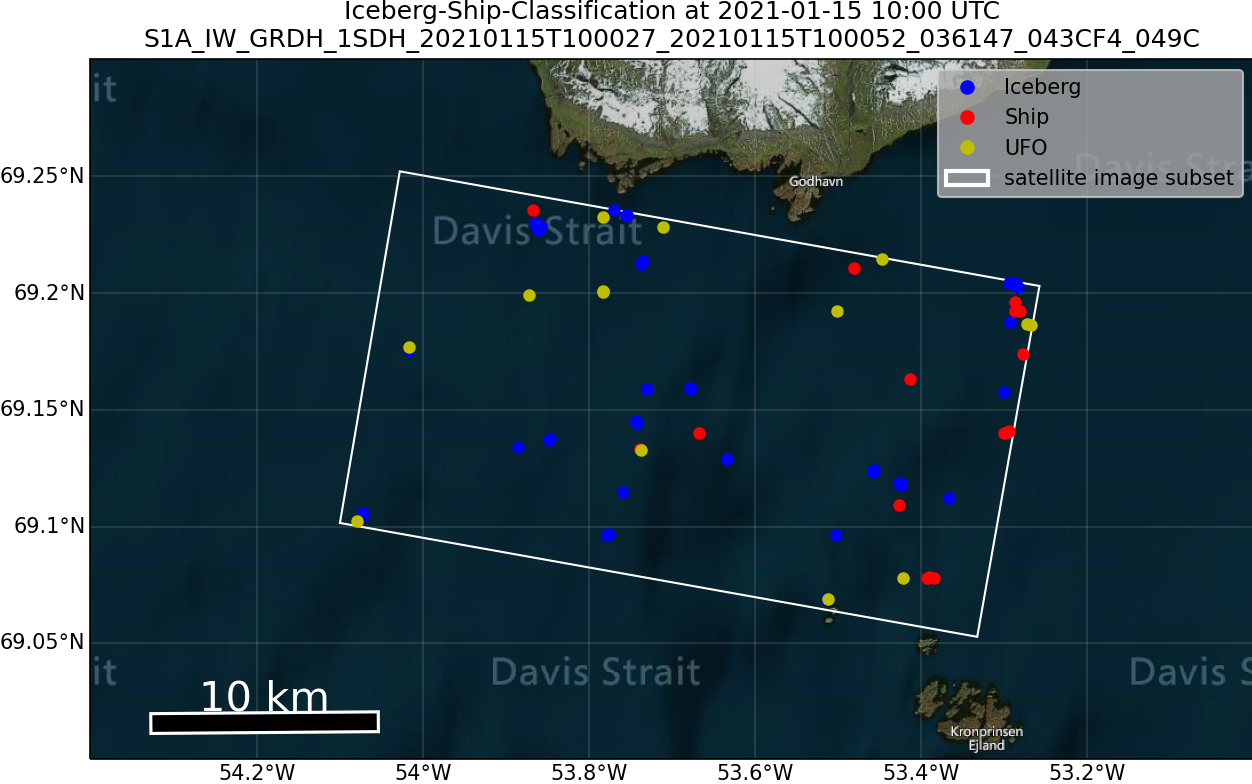 Iceberg-Ship-Classification at 2021-01-15 10:00 UTC
S1A_IW_GRDH_1SDH_20210115T100027_20210115T100052_036147_043CF4_049C
it
Iceberg
Ship
UFO
satellite image subset
Davis Stra
69.25°N
Godhavn
Davis Strait
69.2°N
69.15°N
69.1°N
69.05°N
it
Davis Strait
Davis S
10 km
Kronprinsen
Ejland
54.2°W
54°W
53.8°W
53.6°W
53.4°W
53.2°W